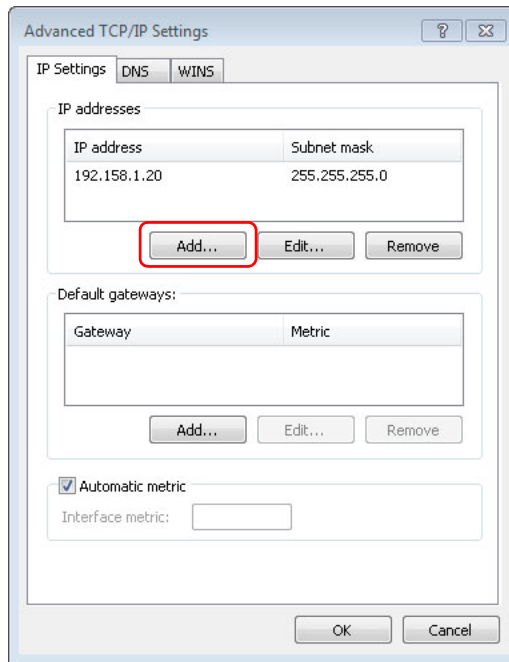 Advanced TCP/IP Settings
IP Settings DNS WINS
IP addresses
IP address Subnet mask
192.158.1.20 255.255.255.0
Add... Edit... Remove
Default gateways:
Gateway Metric
Add... Edit... Remove
Automatic metric
Interface metric:
OK Cancel